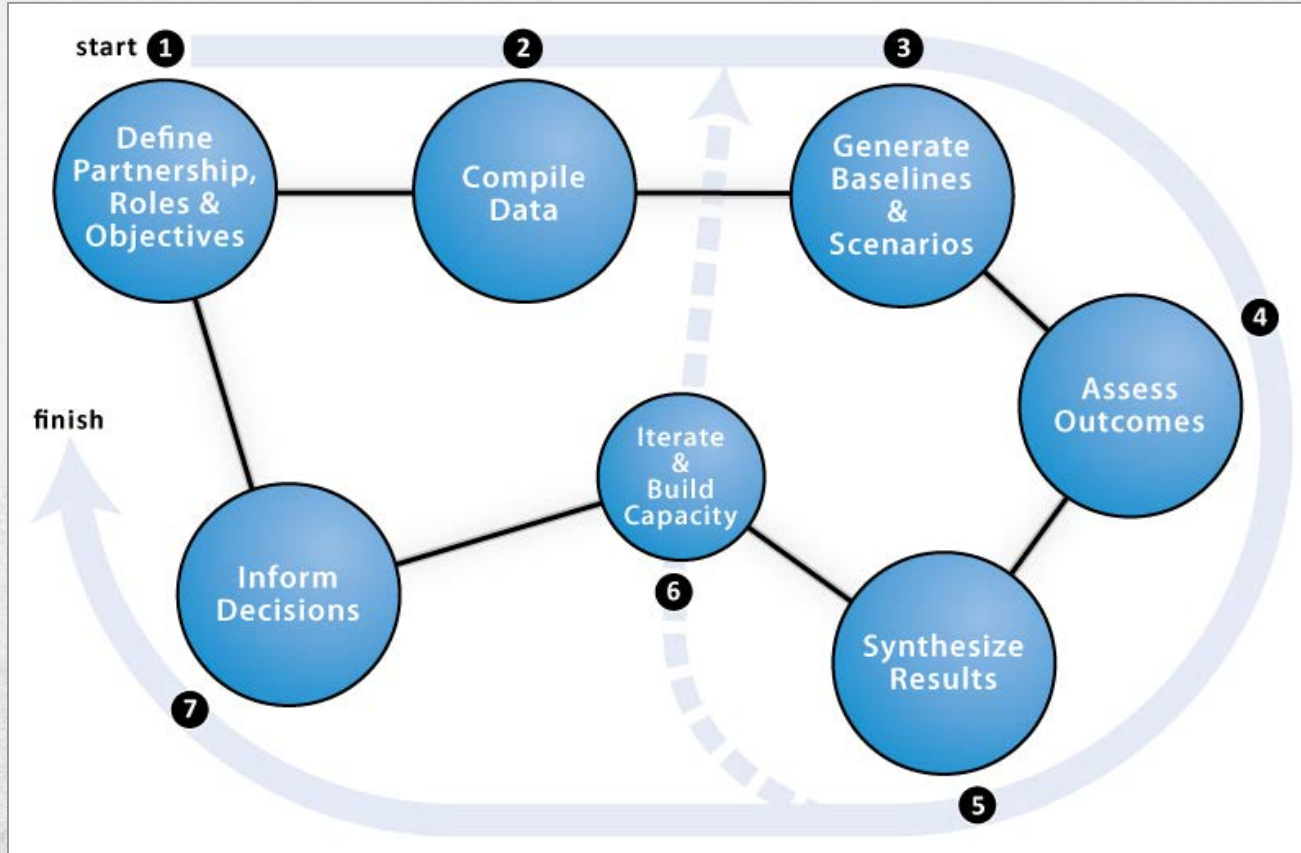 start 1
Define
Partnership,
Roles &
Objectives
2
Compile
Data
3
Generate
Baselines
&
Scenarios
4
Assess
Outcomes
5
Synthesize
Results
6
Iterate
&
Build
Capacity
7
Inform
Decisions
finish